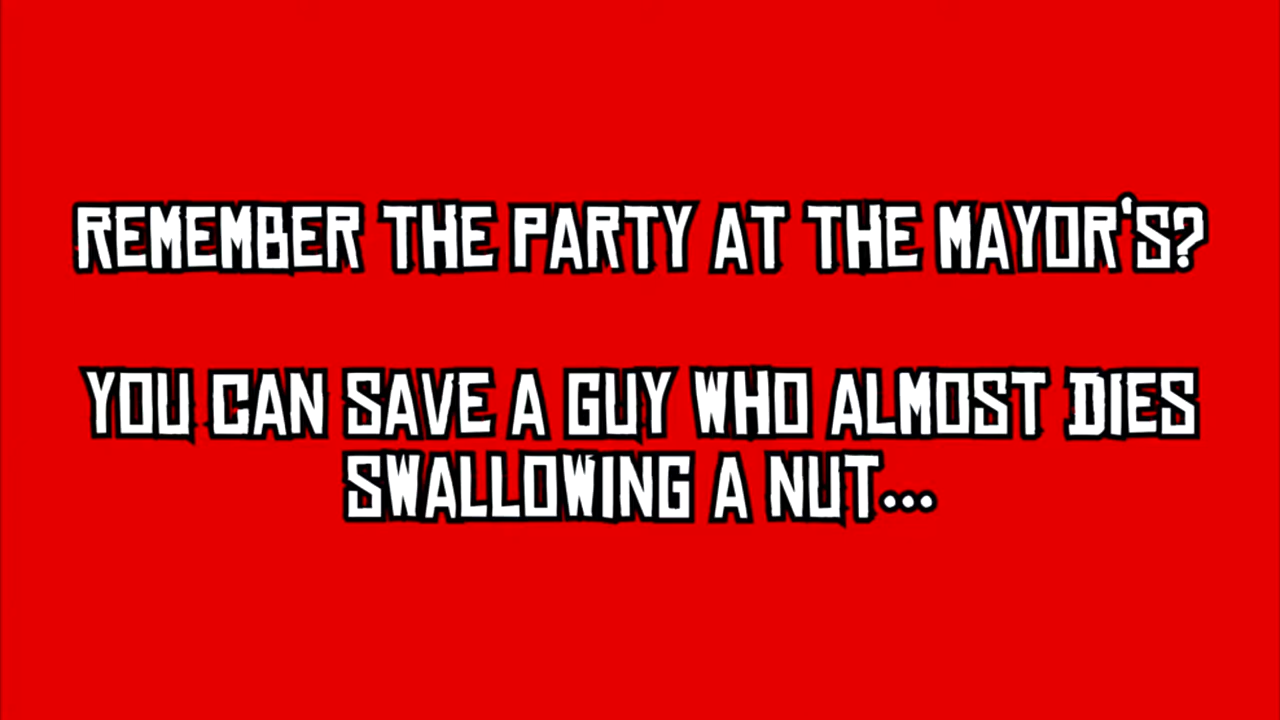 REMEMBER THE PARTY AT THE MAYOR'S?
YOU CAN SAVE A GUY WHO ALMOST DIES
SWALLOWING A NUT...